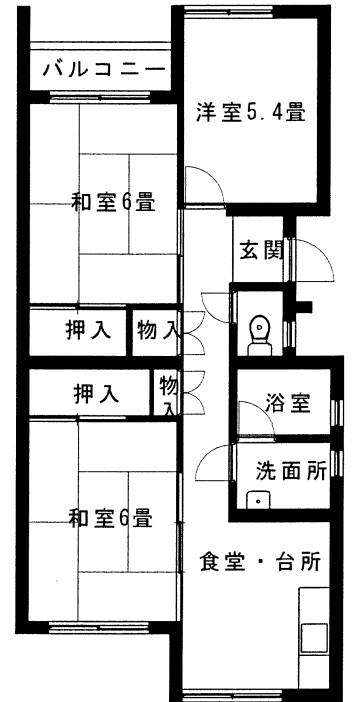 バルコニー
洋室5.4畳
和室6畳
玄関
押入
物入
押入
物入
浴室
洗面所
和室6畳
食堂・台所